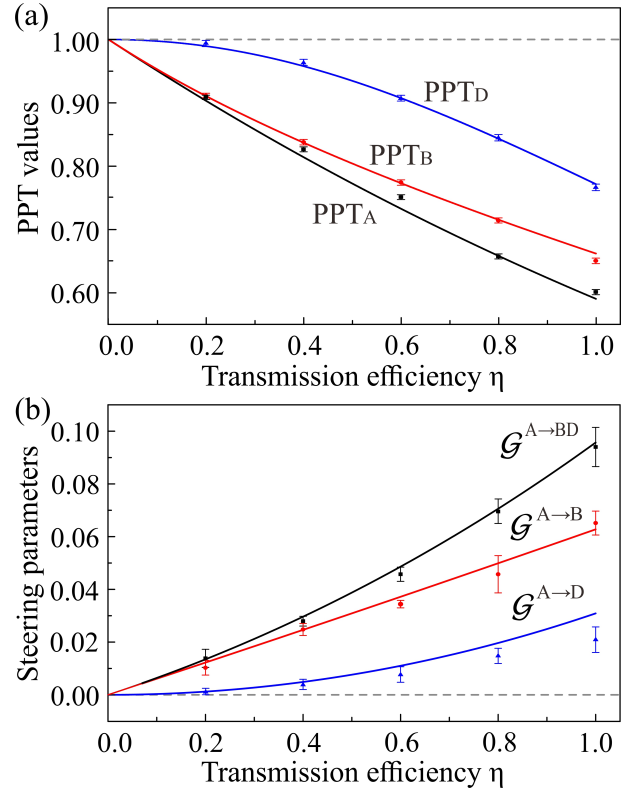 (a)
1.00
0.90
0.80
0.70
0.60
PPT values
PPTD
PPTB
PPTA
0.0 0.2 0.4 0.6 0.8 1.0
Transmission efficiency η
(b)
0.10
0.08
0.06
0.04
0.02
0.00
Steering parameters
𝒢 A→BD
𝒢 A→B
𝒢 A→D
0.0 0.2 0.4 0.6 0.8 1.0
Transmission efficiency η